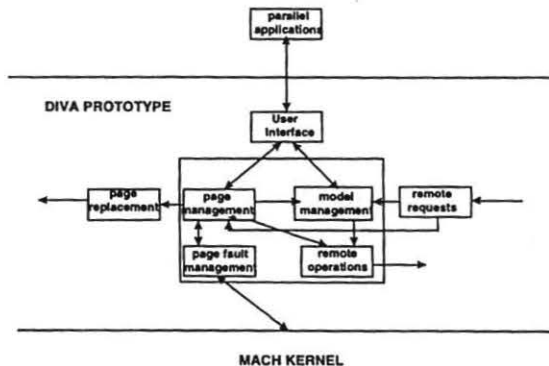 parallel
applications
DIVA PROTOTYPE
User
Interface
page
replacement
page
management
model
management
remote
requests
page fault
management
remote
operations
MACH KERNEL